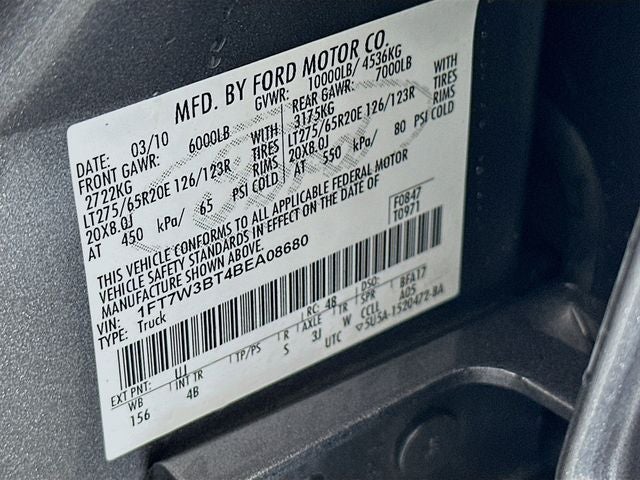 MFD. BY FORD MOTOR CO.
DATE: 03/10 GVWR: 10000LB/ 4536KG
FRONT GAWR: 6000LB REAR GAWR: 7000LB
2722KG WITH 3175KG WITH
LT275/65R20E 126/123R TIRES LT275/65R20E 126/123R TIRES
20X8.0J RIMS 20X8.0J RIMS
AT 450 kPa/ 65 PSI COLD AT 550 kPa/ 80 PSI COLD
THIS VEHICLE CONFORMS TO ALL APPLICABLE FEDERAL MOTOR
VEHICLE SAFETY STANDARDS IN EFFECT ON THE DATE OF
MANUFACTURE SHOWN ABOVE.
VIN: 1FT7W3BT4BEA08680
TYPE: Truck
F0847
T0971
EXT PNT: UJ RC: 48 DSO:
WB INT TR TP/PS R AXLE TR SPR BFA17
156 4B S 3J W CCLL A05
UTC 5U5A-1520472-BA